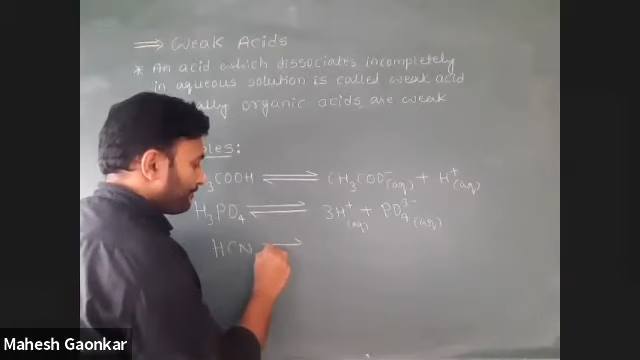 ⇒ Weak Acids
* An acid which dissociates incompletely
in aqueous solution is called weak acid
organic acids are weak
COOH ⇌ CH₃COO⁻(aq) + H⁺(aq)
H₃PO₄ ⇌ 3H⁺(aq) + PO₄³⁻(aq)
HCN
Mahesh Gaonkar